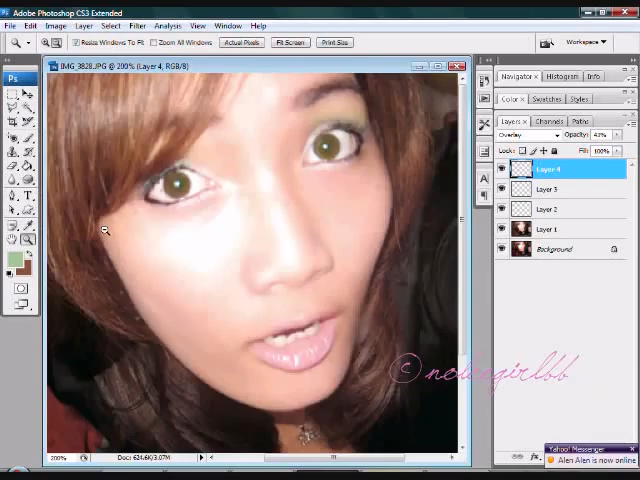 Adobe Photoshop CS3 Extended
File Edit Image Layer Select Filter Analysis View Window Help
Resize Windows To Fit Zoom All Windows Actual Pixels Fit Screen Print Size Workspace
Ps
IMG_3828.JPG @ 200% (Layer 4, RGB/8)
Navigator Histogram Info
Color Swatches Styles
Layers Channels Paths
Overlay Opacity: 43%
Lock: Fill: 100%
Layer 4
Layer 3
Layer 2
Layer 1
Background
200% Doc: 624.6K/3.07M
Yahoo! Messenger
Alen Alen is now online